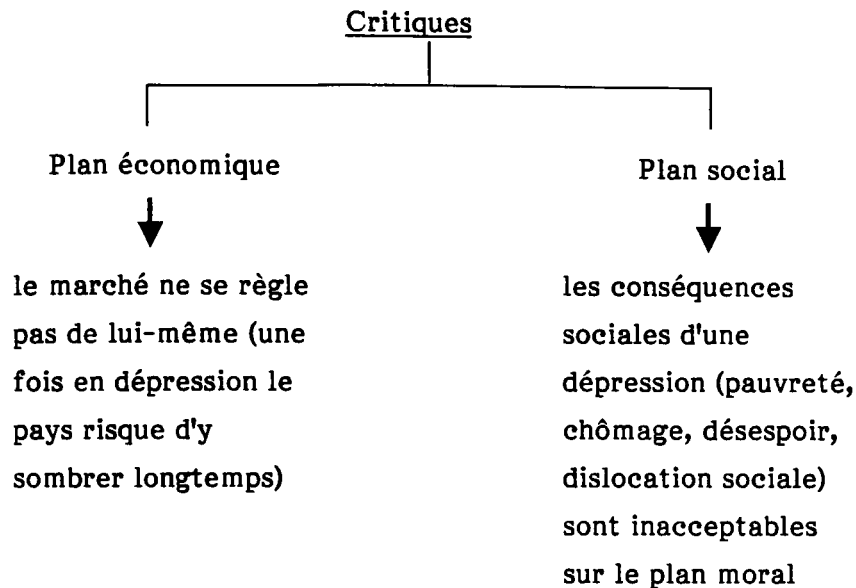 Critiques
Plan économique
le marché ne se règle
pas de lui-même (une
fois en dépression le
pays risque d'y
sombrer longtemps)
Plan social
les conséquences
sociales d'une
dépression (pauvreté,
chômage, désespoir,
dislocation sociale)
sont inacceptables
sur le plan moral